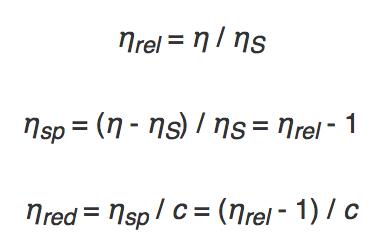 ηrel = η / ηS
ηsp = (η - ηS) / ηS = ηrel - 1
ηred = ηsp / c = (ηrel - 1) / c